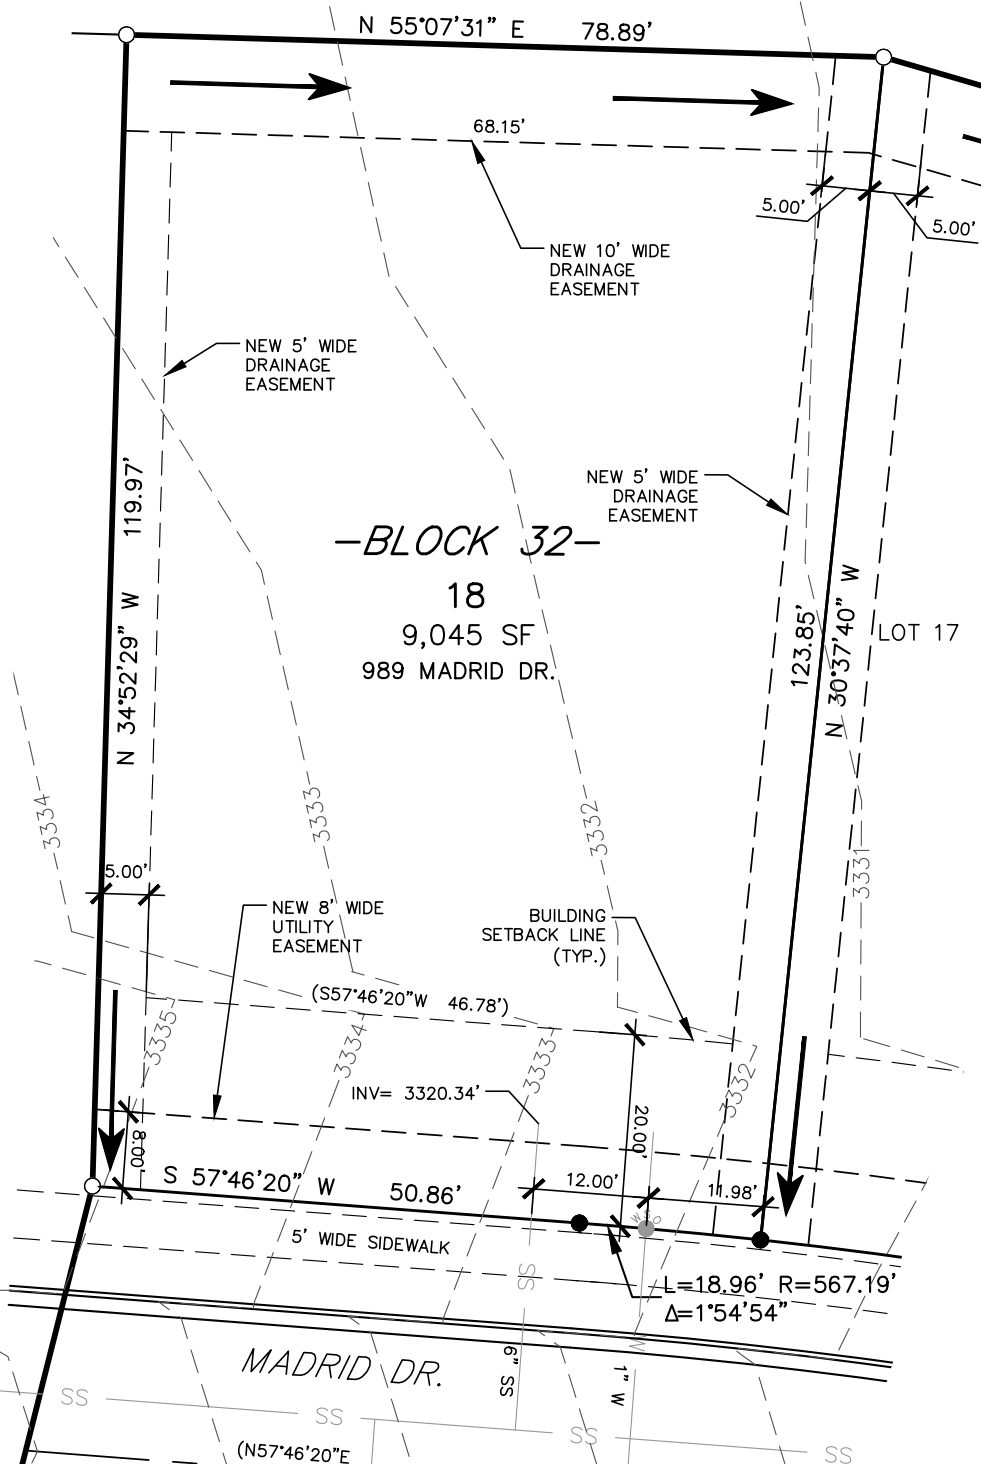 N 55°07'31" E 78.89'
68.15'
5.00'
5.00'
NEW 10' WIDE
DRAINAGE
EASEMENT
NEW 5' WIDE
DRAINAGE
EASEMENT
N 34°52'29" W 119.97'
NEW 5' WIDE
DRAINAGE
EASEMENT
-BLOCK 32-
18
9,045 SF
989 MADRID DR.
123.85'
N 30°37'40" W
LOT 17
3334
3333
3332
3331
5.00'
NEW 8' WIDE
UTILITY
EASEMENT
BUILDING
SETBACK LINE
(TYP.)
(S57°46'20"W 46.78')
3335
3334
3333
3332
INV= 3320.34'
20.00'
8.00'
S 57°46'20" W 50.86'
12.00'
11.98'
WSO
5' WIDE SIDEWALK
SS
L=18.96' R=567.19'
Δ=1°54'54"
W
6" SS
1" W
MADRID DR.
SS
SS
SS
SS
(N57°46'20"E